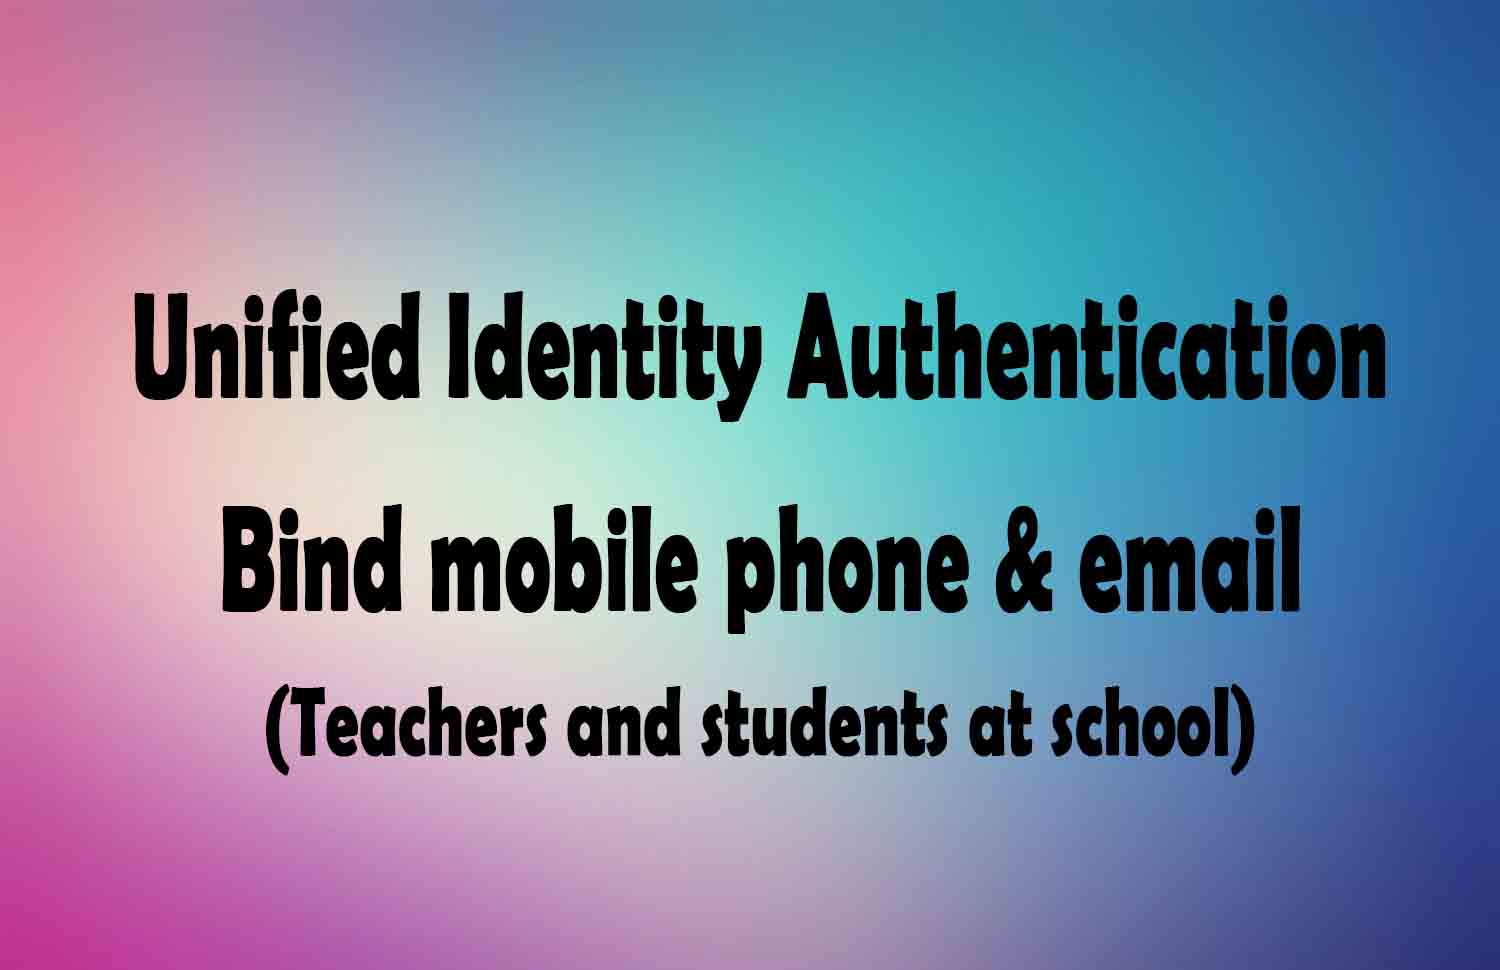 Unified Identity Authentication
Bind mobile phone & email
(Teachers and students at school)